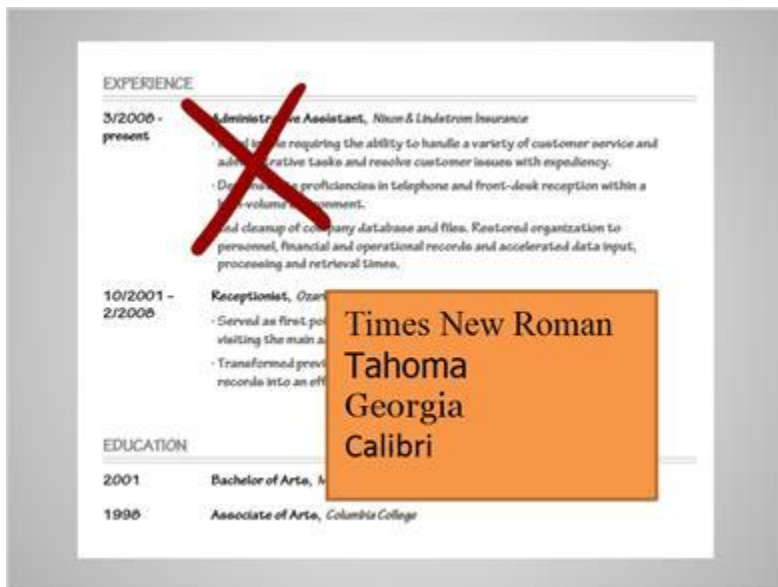 EXPERIENCE
3/2008 - present
Administrative Assistant, Nixon & Lindstrom Insurance
requiring the ability to handle a variety of customer service and
administrative tasks and resolve customer issues with expediency.
proficiencies in telephone and front-desk reception within a
cleanup of company database and files. Restored organization to
personnel, financial and operational records and accelerated data input,
processing and retrieval times.
10/2001 - 2/2008
Receptionist,
· Served as first
visiting the main
· Transformed
records into an
Times New Roman
Tahoma
Georgia
Calibri
EDUCATION
2001 Bachelor of Arts,
1998 Associate of Arts, Columbia College